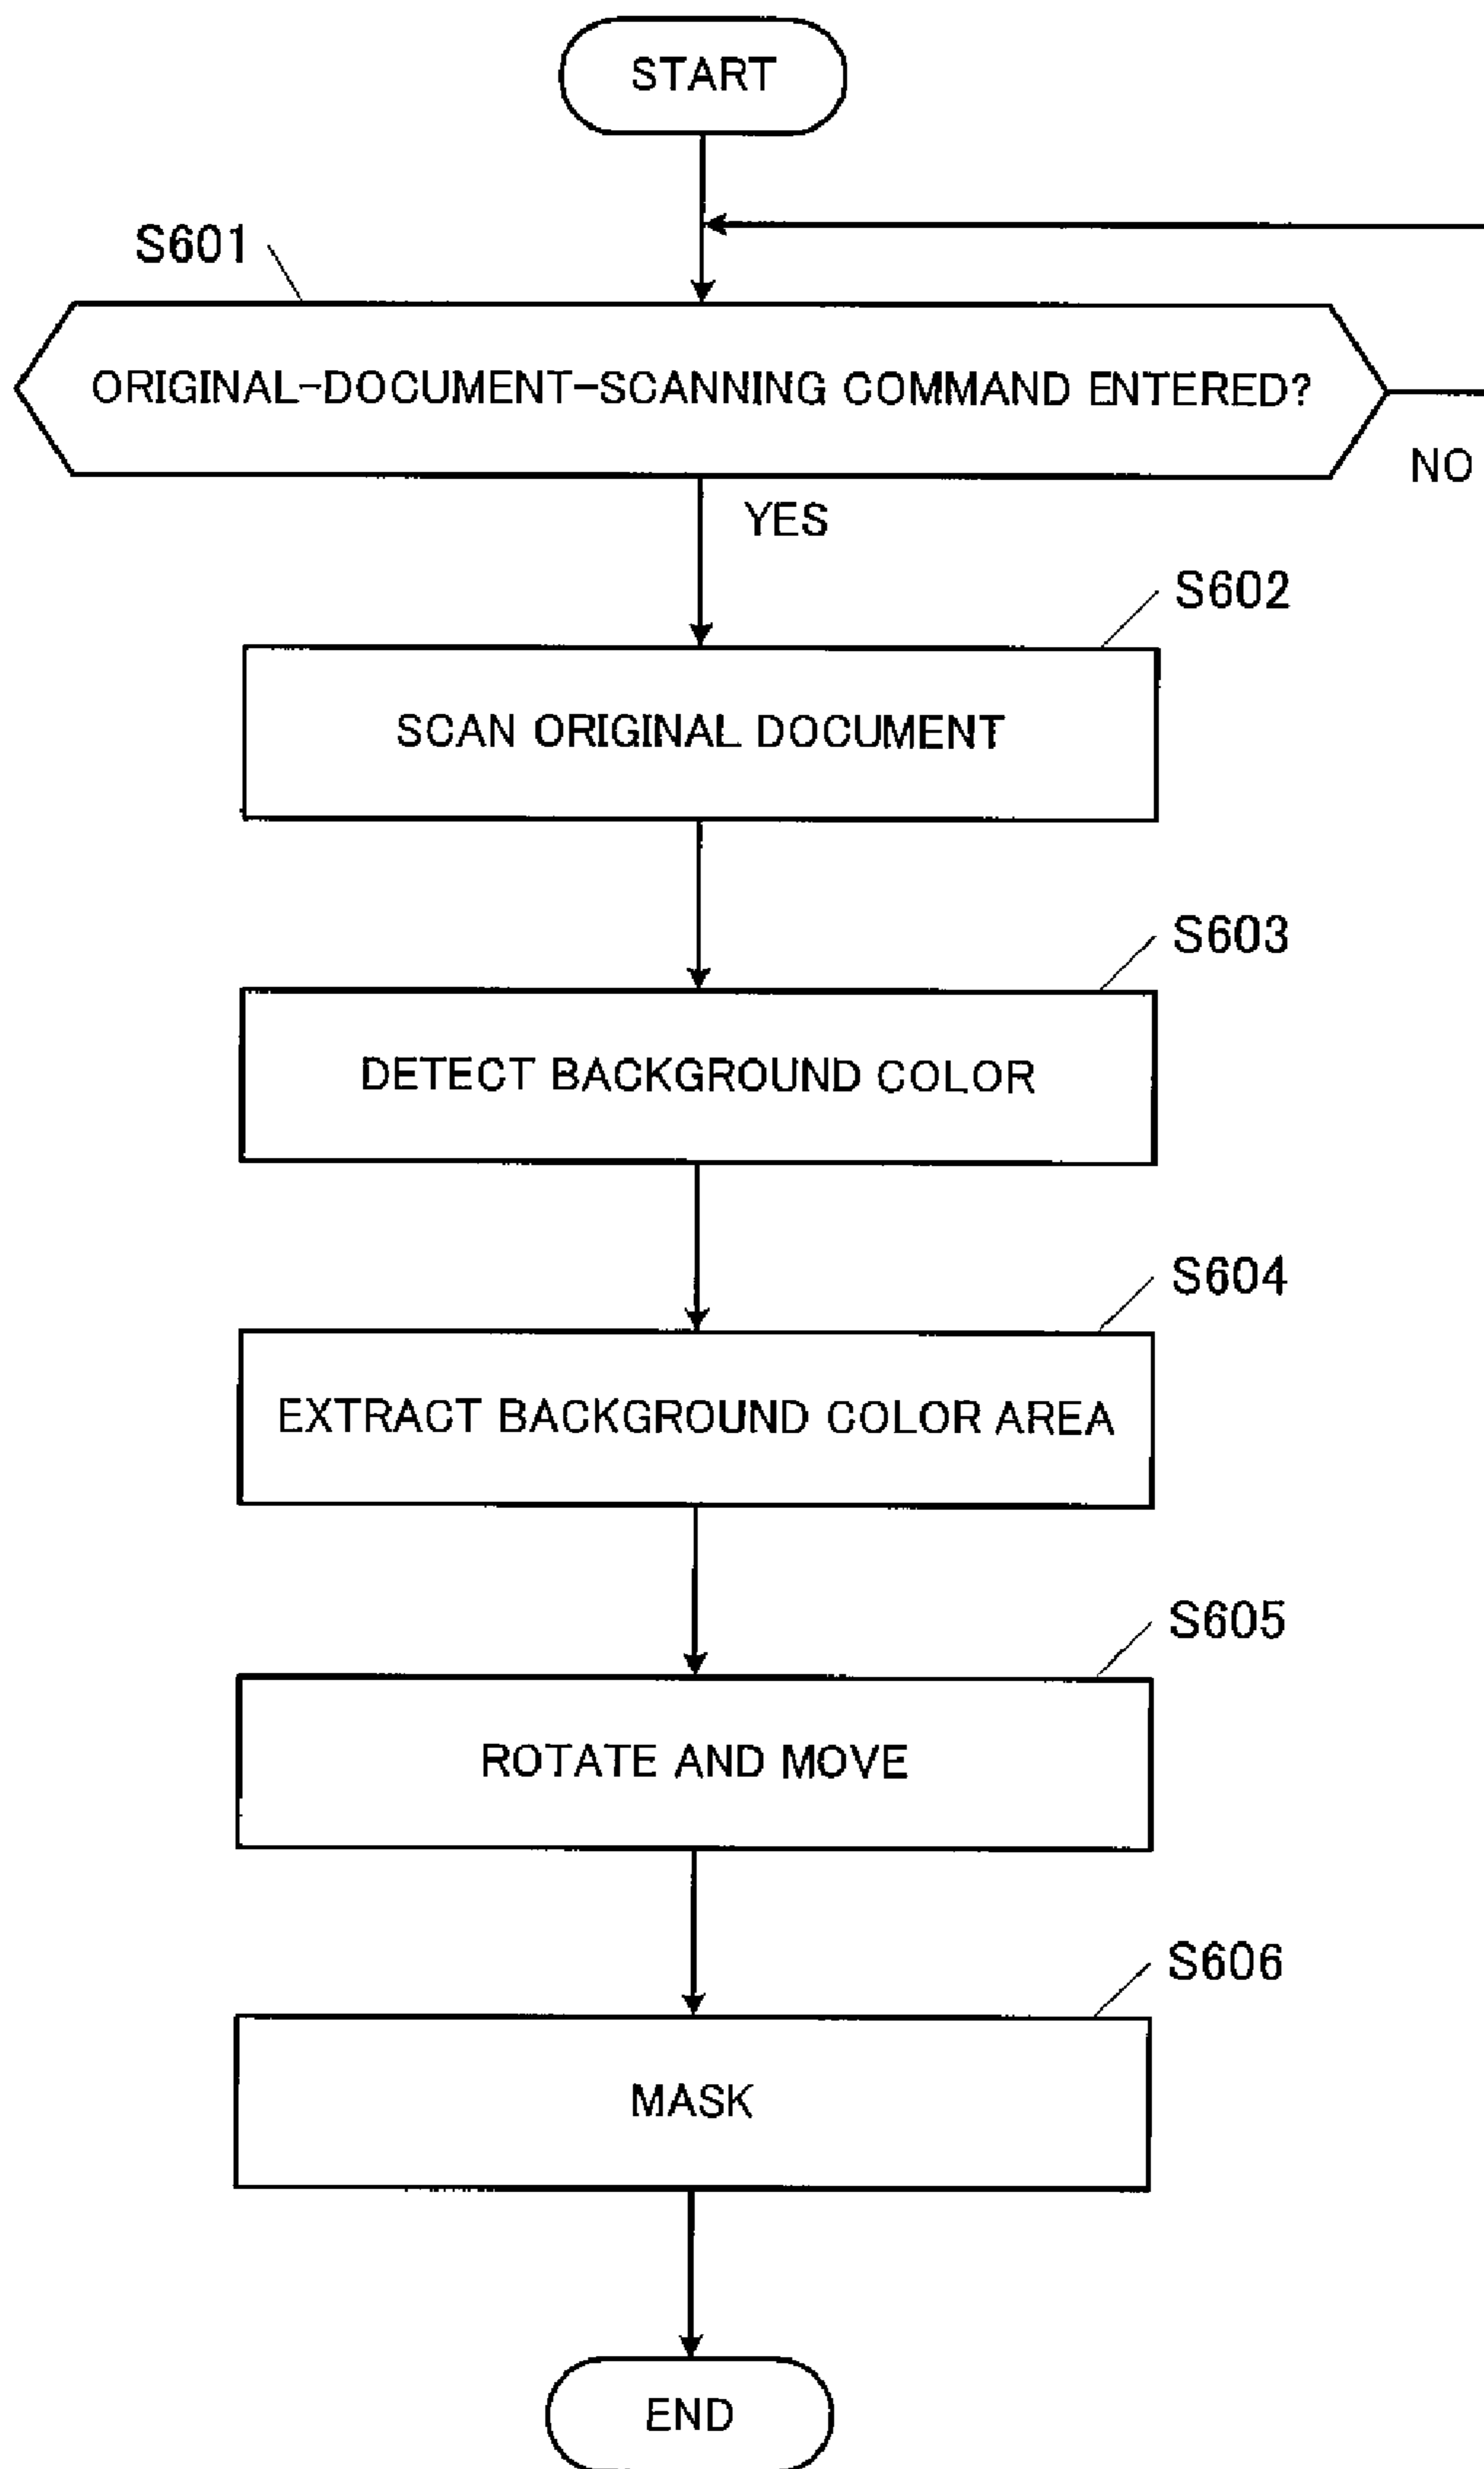 START
S601
ORIGINAL-DOCUMENT-SCANNING COMMAND ENTERED?
NO
YES
S602
SCAN ORIGINAL DOCUMENT
S603
DETECT BACKGROUND COLOR
S604
EXTRACT BACKGROUND COLOR AREA
S605
ROTATE AND MOVE
S606
MASK
END